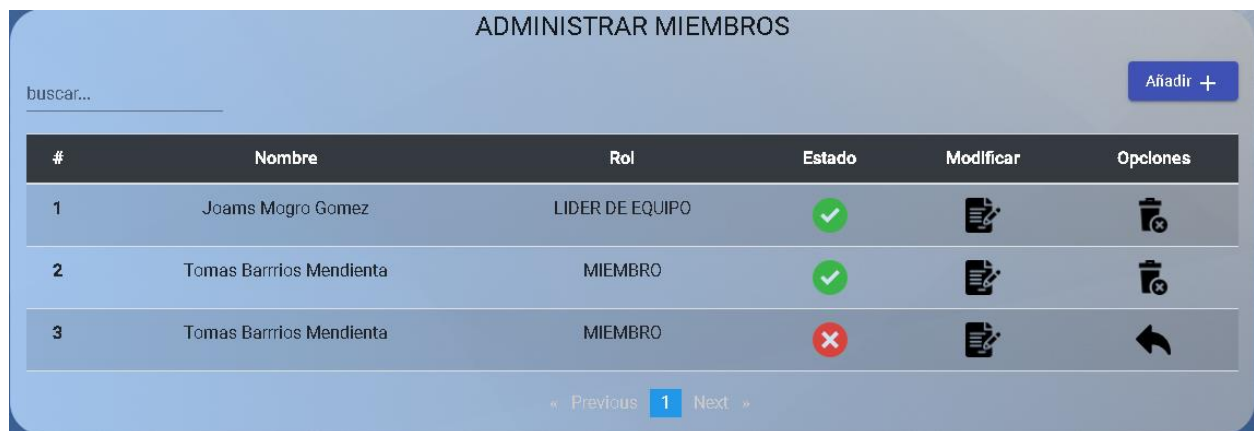 ADMINISTRAR MIEMBROS
buscar...
Añadir +
# Nombre Rol Estado Modificar Opciones
1 Joams Mogro Gomez LIDER DE EQUIPO
2 Tomas Barrrios Mendienta MIEMBRO
3 Tomas Barrrios Mendienta MIEMBRO
« Previous 1 Next »